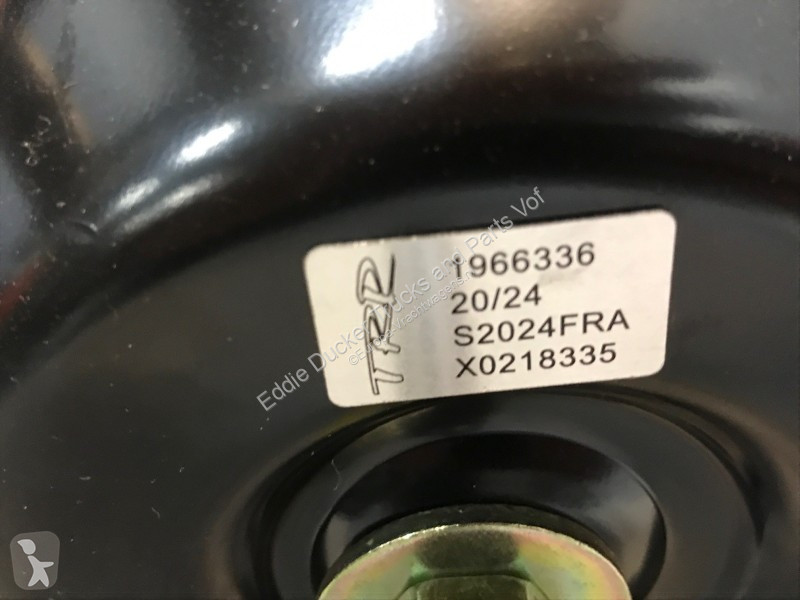 TRP
1966336
20/24
S2024FRA
X0218335
Eddie Ducker Trucks and Parts Vof